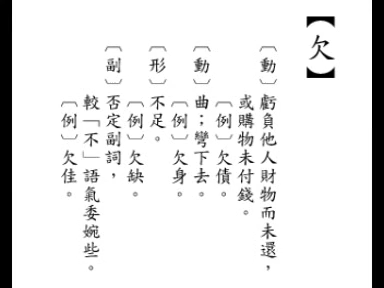 【欠】
〔動〕虧負他人財物而未還，
或購物未付錢。
〔例〕欠債。
〔動〕曲；彎下去。
〔例〕欠身。
〔形〕不足。
〔例〕欠缺。
〔副〕否定副詞，
較「不」語氣委婉些。
〔例〕欠佳。